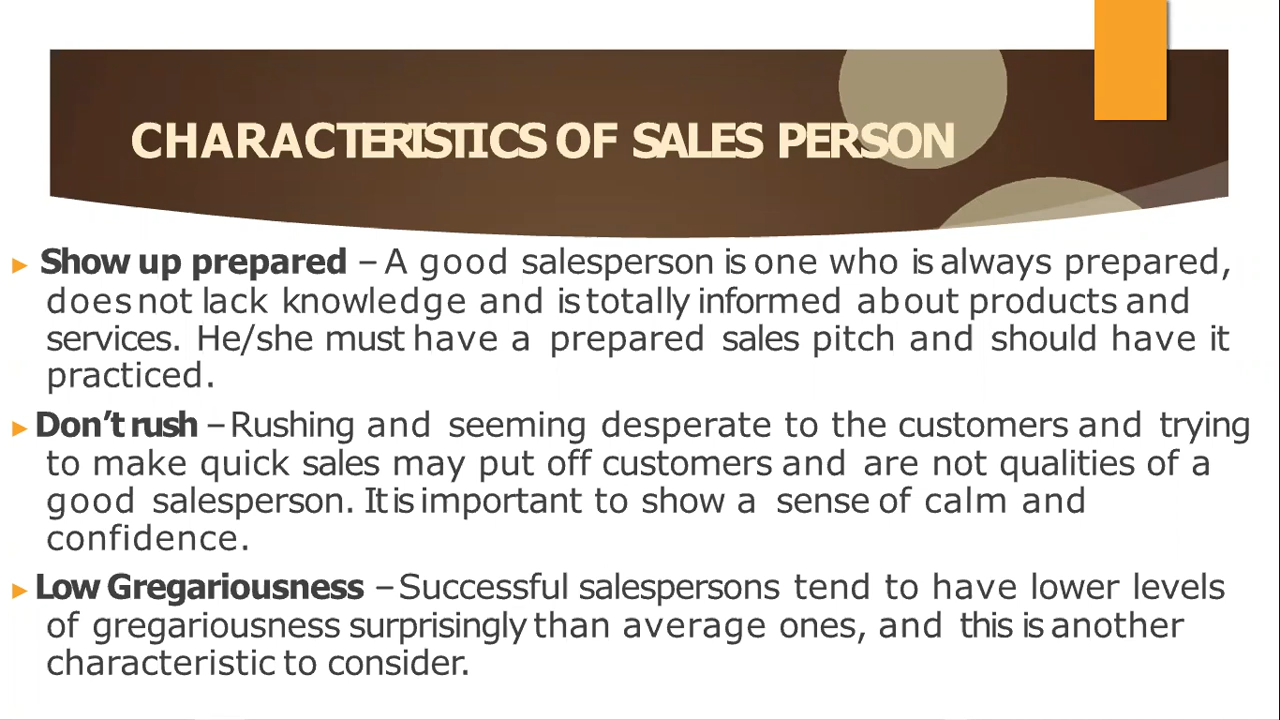 CHARACTERISTICS OF SALES PERSON
Show up prepared – A good salesperson is one who is always prepared,
does not lack knowledge and is totally informed about products and
services. He/she must have a prepared sales pitch and should have it
practiced.
Don’t rush – Rushing and seeming desperate to the customers and trying
to make quick sales may put off customers and are not qualities of a
good salesperson. It is important to show a sense of calm and
confidence.
Low Gregariousness – Successful salespersons tend to have lower levels
of gregariousness surprisingly than average ones, and this is another
characteristic to consider.